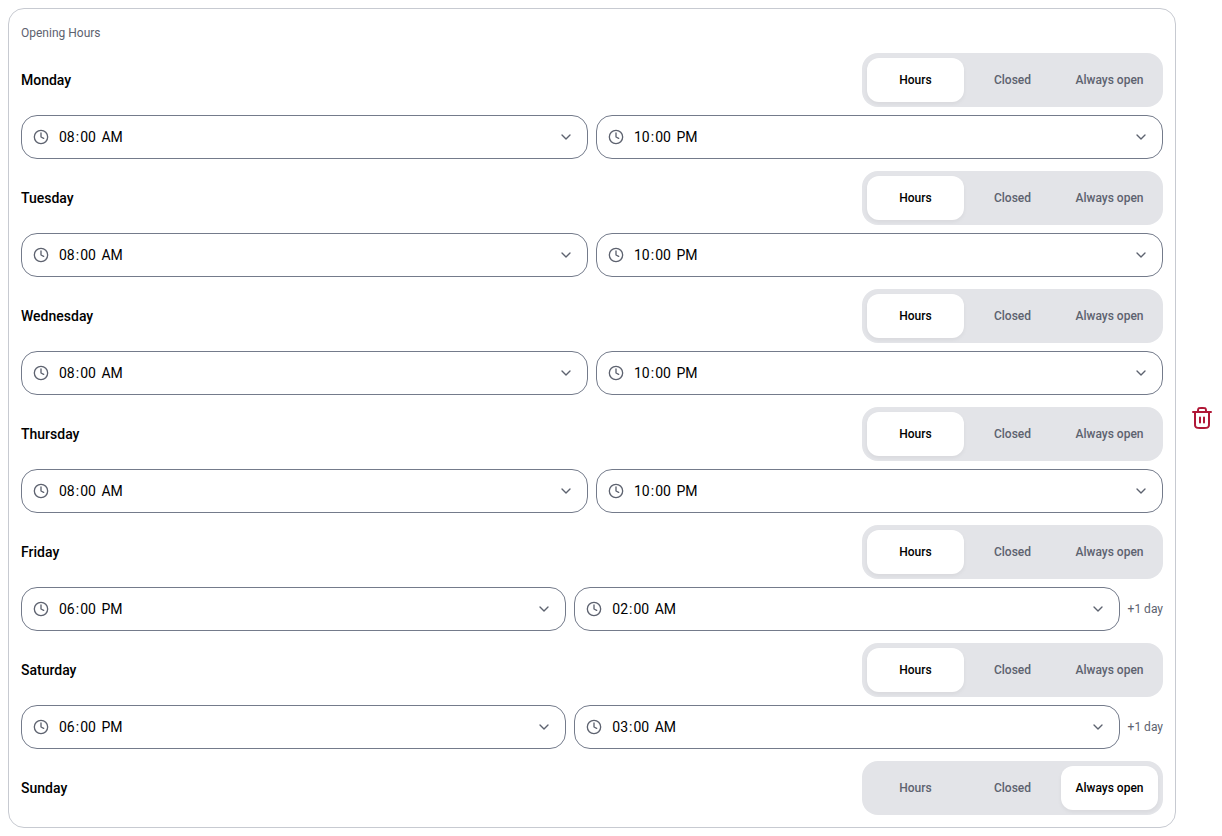 Opening Hours
Monday Hours Closed Always open
08:00 AM 10:00 PM
Tuesday Hours Closed Always open
08:00 AM 10:00 PM
Wednesday Hours Closed Always open
08:00 AM 10:00 PM
Thursday Hours Closed Always open
08:00 AM 10:00 PM
Friday Hours Closed Always open
06:00 PM 02:00 AM +1 day
Saturday Hours Closed Always open
06:00 PM 03:00 AM +1 day
Sunday Hours Closed Always open